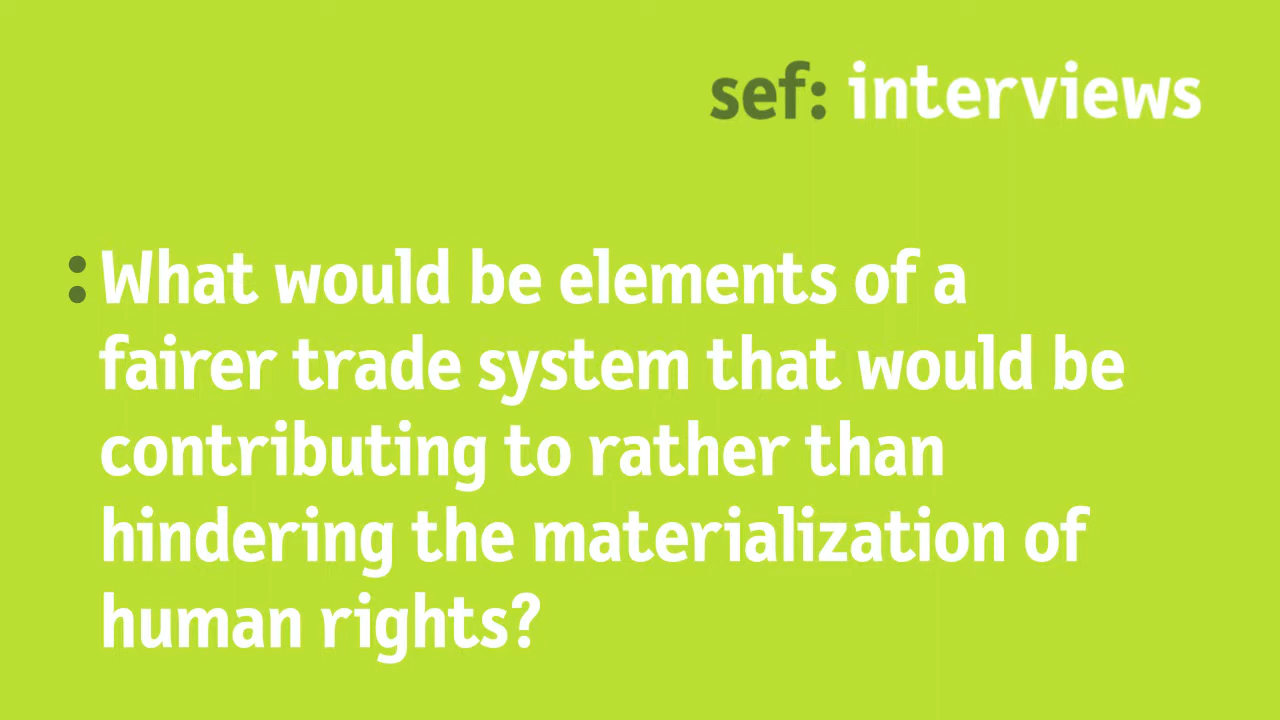 sef: interviews
: What would be elements of a
fairer trade system that would be
contributing to rather than
hindering the materialization of
human rights?